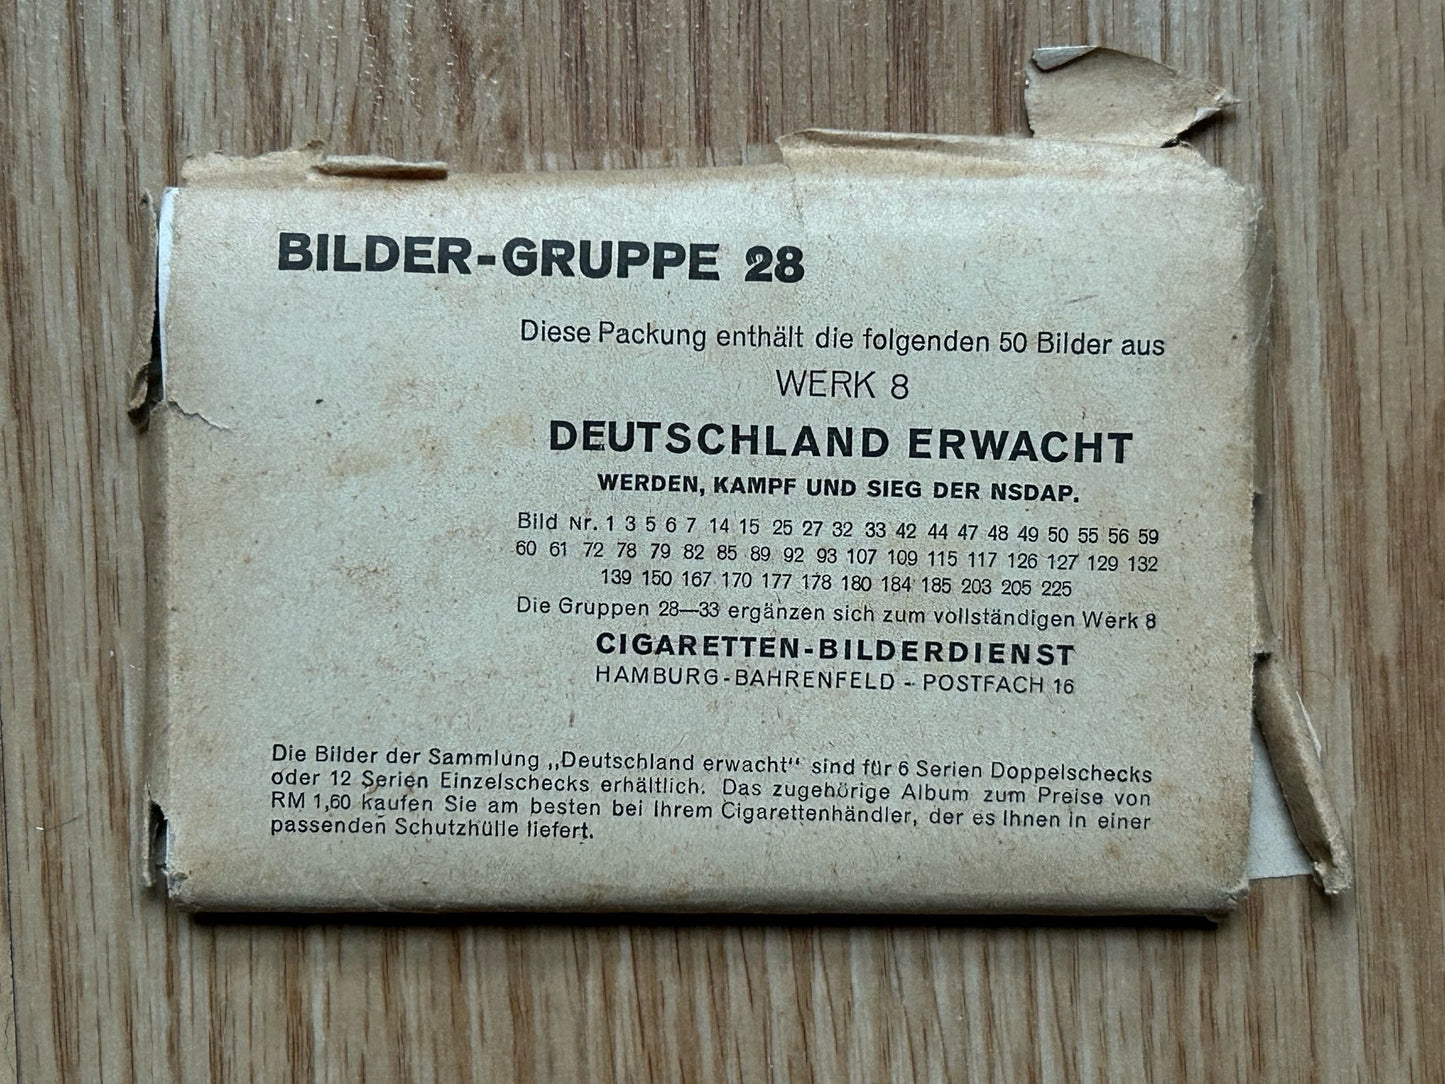 BILDER-GRUPPE 28
Diese Packung enthält die folgenden 50 Bilder aus
WERK 8
DEUTSCHLAND ERWACHT
WERDEN, KAMPF UND SIEG DER NSDAP.
Bild Nr. 1 3 5 6 7 14 15 25 27 32 33 42 44 47 48 49 50 55 56 59
60 61 72 78 79 82 85 89 92 93 107 109 115 117 126 127 129 132
139 150 167 170 177 178 180 184 185 203 205 225
Die Gruppen 28—33 ergänzen sich zum vollständigen Werk 8
CIGARETTEN-BILDERDIENST
HAMBURG-BAHRENFELD - POSTFACH 16
Die Bilder der Sammlung „Deutschland erwacht“ sind für 6 Serien Doppelschecks
oder 12 Serien Einzelschecks erhältlich. Das zugehörige Album zum Preise von
RM 1,60 kaufen Sie am besten bei Ihrem Cigarettenhändler, der es Ihnen in einer
passenden Schutzhülle liefert.